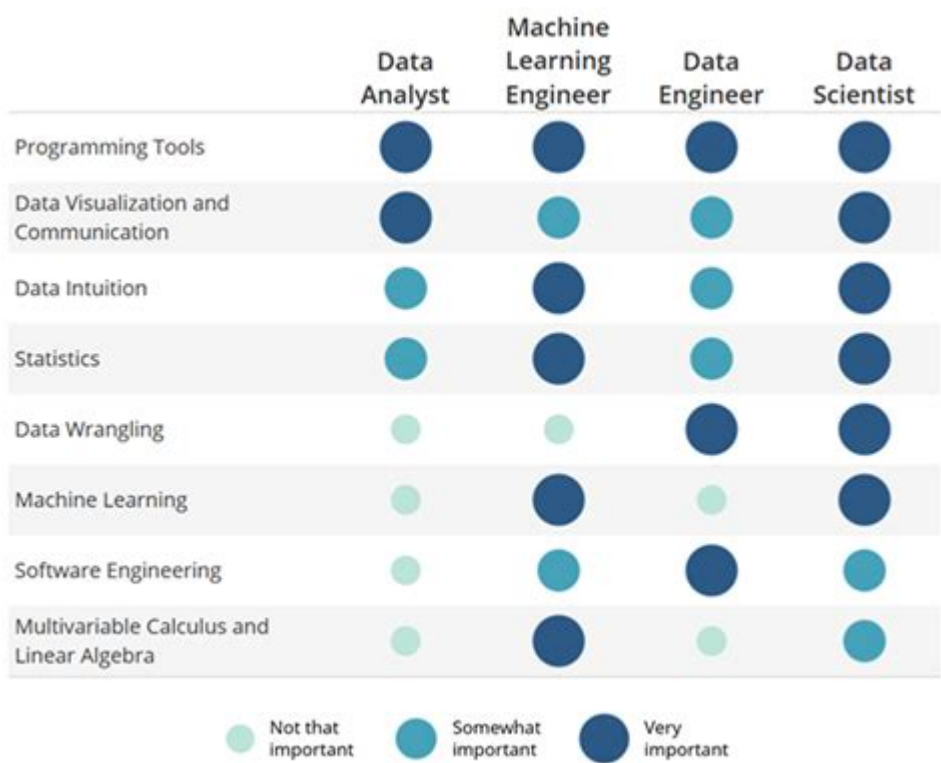 Data Analyst
Machine Learning Engineer
Data Engineer
Data Scientist
Programming Tools
Data Visualization and
Communication
Data Intuition
Statistics
Data Wrangling
Machine Learning
Software Engineering
Multivariable Calculus and
Linear Algebra
Not that
important
Somewhat
important
Very
important